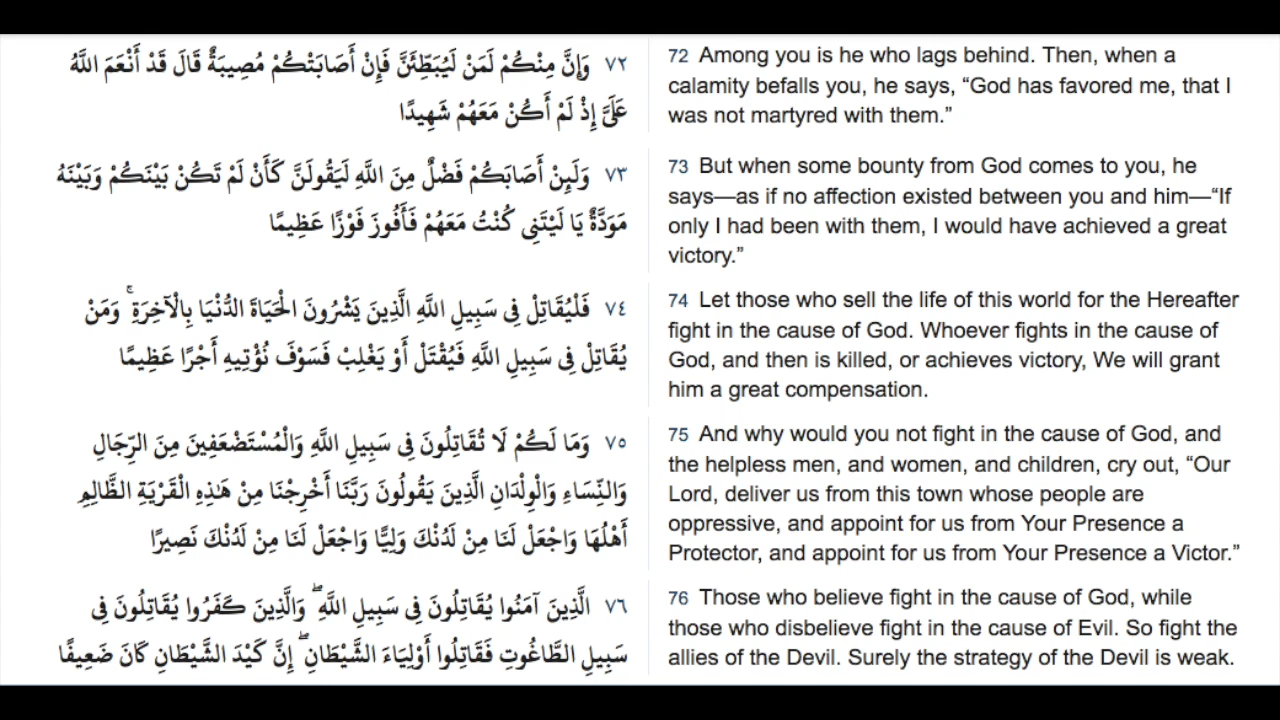 ٧٢ وَإِنَّ مِنْكُمْ لَمَنْ لَيُبَطِّئَنَّ فَإِنْ أَصَابَتْكُمْ مُصِيبَةٌ قَالَ قَدْ أَنْعَمَ اللَّهُ
عَلَيَّ إِذْ لَمْ أَكُنْ مَعَهُمْ شَهِيدًا
72 Among you is he who lags behind. Then, when a
calamity befalls you, he says, “God has favored me, that I
was not martyred with them.”
٧٣ وَلَئِنْ أَصَابَكُمْ فَضْلٌ مِنَ اللَّهِ لَيَقُولَنَّ كَأَنْ لَمْ تَكُنْ بَيْنَكُمْ وَبَيْنَهُ
مَوَدَّةٌ يَا لَيْتَنِي كُنْتُ مَعَهُمْ فَأَفُوزَ فَوْزًا عَظِيمًا
73 But when some bounty from God comes to you, he
says—as if no affection existed between you and him—“If
only I had been with them, I would have achieved a great
victory.”
٧٤ فَلْيُقَاتِلْ فِي سَبِيلِ اللَّهِ الَّذِينَ يَشْرُونَ الْحَيَاةَ الدُّنْيَا بِالْآخِرَةِ ۚ وَمَنْ
يُقَاتِلْ فِي سَبِيلِ اللَّهِ فَيُقْتَلْ أَوْ يَغْلِبْ فَسَوْفَ نُؤْتِيهِ أَجْرًا عَظِيمًا
74 Let those who sell the life of this world for the Hereafter
fight in the cause of God. Whoever fights in the cause of
God, and then is killed, or achieves victory, We will grant
him a great compensation.
٧٥ وَمَا لَكُمْ لَا تُقَاتِلُونَ فِي سَبِيلِ اللَّهِ وَالْمُسْتَضْعَفِينَ مِنَ الرِّجَالِ
وَالنِّسَاءِ وَالْوِلْدَانِ الَّذِينَ يَقُولُونَ رَبَّنَا أَخْرِجْنَا مِنْ هَٰذِهِ الْقَرْيَةِ الظَّالِمِ
أَهْلُهَا وَاجْعَلْ لَنَا مِنْ لَدُنْكَ وَلِيًّا وَاجْعَلْ لَنَا مِنْ لَدُنْكَ نَصِيرًا
75 And why would you not fight in the cause of God, and
the helpless men, and women, and children, cry out, “Our
Lord, deliver us from this town whose people are
oppressive, and appoint for us from Your Presence a
Protector, and appoint for us from Your Presence a Victor.”
٧٦ الَّذِينَ آمَنُوا يُقَاتِلُونَ فِي سَبِيلِ اللَّهِ ۖ وَالَّذِينَ كَفَرُوا يُقَاتِلُونَ فِي
سَبِيلِ الطَّاغُوتِ فَقَاتِلُوا أَوْلِيَاءَ الشَّيْطَانِ ۖ إِنَّ كَيْدَ الشَّيْطَانِ كَانَ ضَعِيفًا
76 Those who believe fight in the cause of God, while
those who disbelieve fight in the cause of Evil. So fight the
allies of the Devil. Surely the strategy of the Devil is weak.